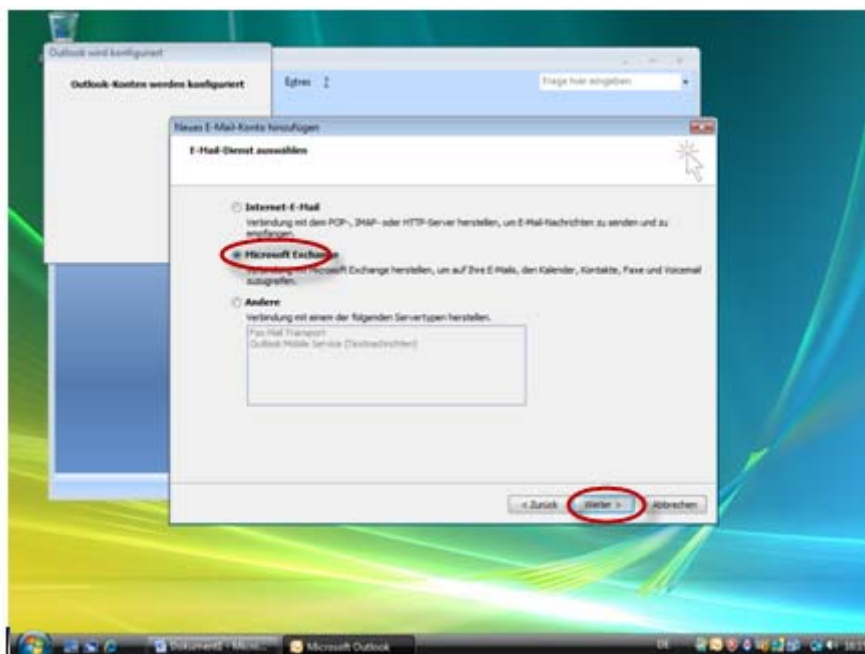 Outlook wird konfiguriert
Outlook-Konten werden konfiguriert
Extras ?
Frage hier eingeben
Neues E-Mail-Konto hinzufügen
E-Mail-Dienst auswählen
Internet-E-Mail
Verbindung mit dem POP-, IMAP- oder HTTP-Server herstellen, um E-Mail-Nachrichten zu senden und zu
empfangen.
Microsoft Exchange
Verbindung mit Microsoft Exchange herstellen, um auf Ihre E-Mails, den Kalender, Kontakte, Faxe und Voicemail
zuzugreifen.
Andere
Verbindung mit einem der folgenden Servertypen herstellen.
Fax Mail Transport
Outlook Mobile Service (Textnachrichten)
< Zurück
Weiter >
Abbrechen
Microsoft Outlook
DE